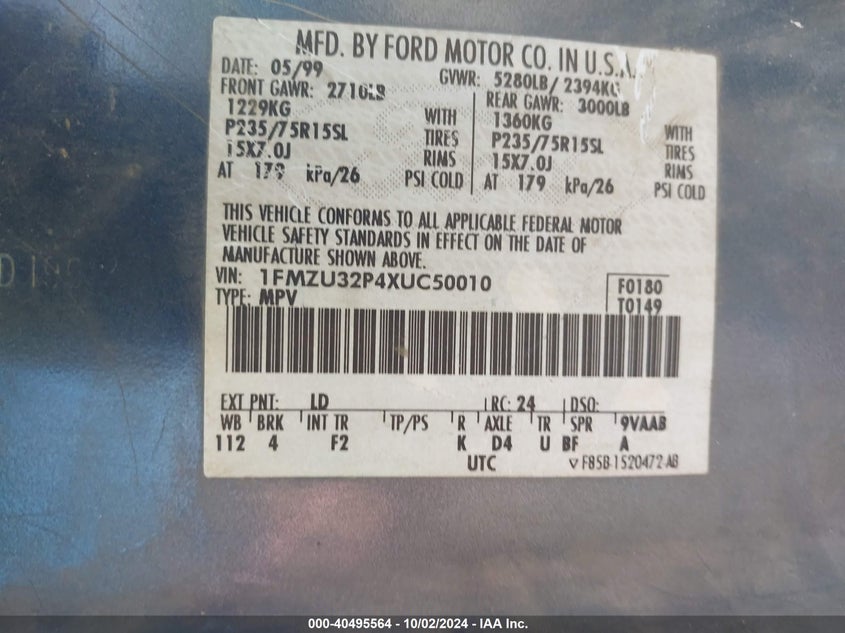 MFD. BY FORD MOTOR CO. IN U.S.A.
DATE: 05/99 GVWR: 5280LB/ 2394KG
FRONT GAWR: 2710LB REAR GAWR: 3000LB
1229KG WITH 1360KG WITH
P235/75R15SL TIRES P235/75R15SL TIRES
15X7.0J RIMS 15X7.0J RIMS
AT 179 kPa/26 PSI COLD AT 179 kPa/26 PSI COLD
THIS VEHICLE CONFORMS TO ALL APPLICABLE FEDERAL MOTOR
VEHICLE SAFETY STANDARDS IN EFFECT ON THE DATE OF
MANUFACTURE SHOWN ABOVE.
VIN: 1FMZU32P4XUC50010 F0180
TYPE: MPV T0149
EXT PNT: LD RC: 24 DSO:
WB BRK INT TR TP/PS R AXLE TR SPR 9VAAB
112 4 F2 K D4 U BF A
UTC F85B-1520472-AB
000-40495564 - 10/02/2024 - IAA Inc.